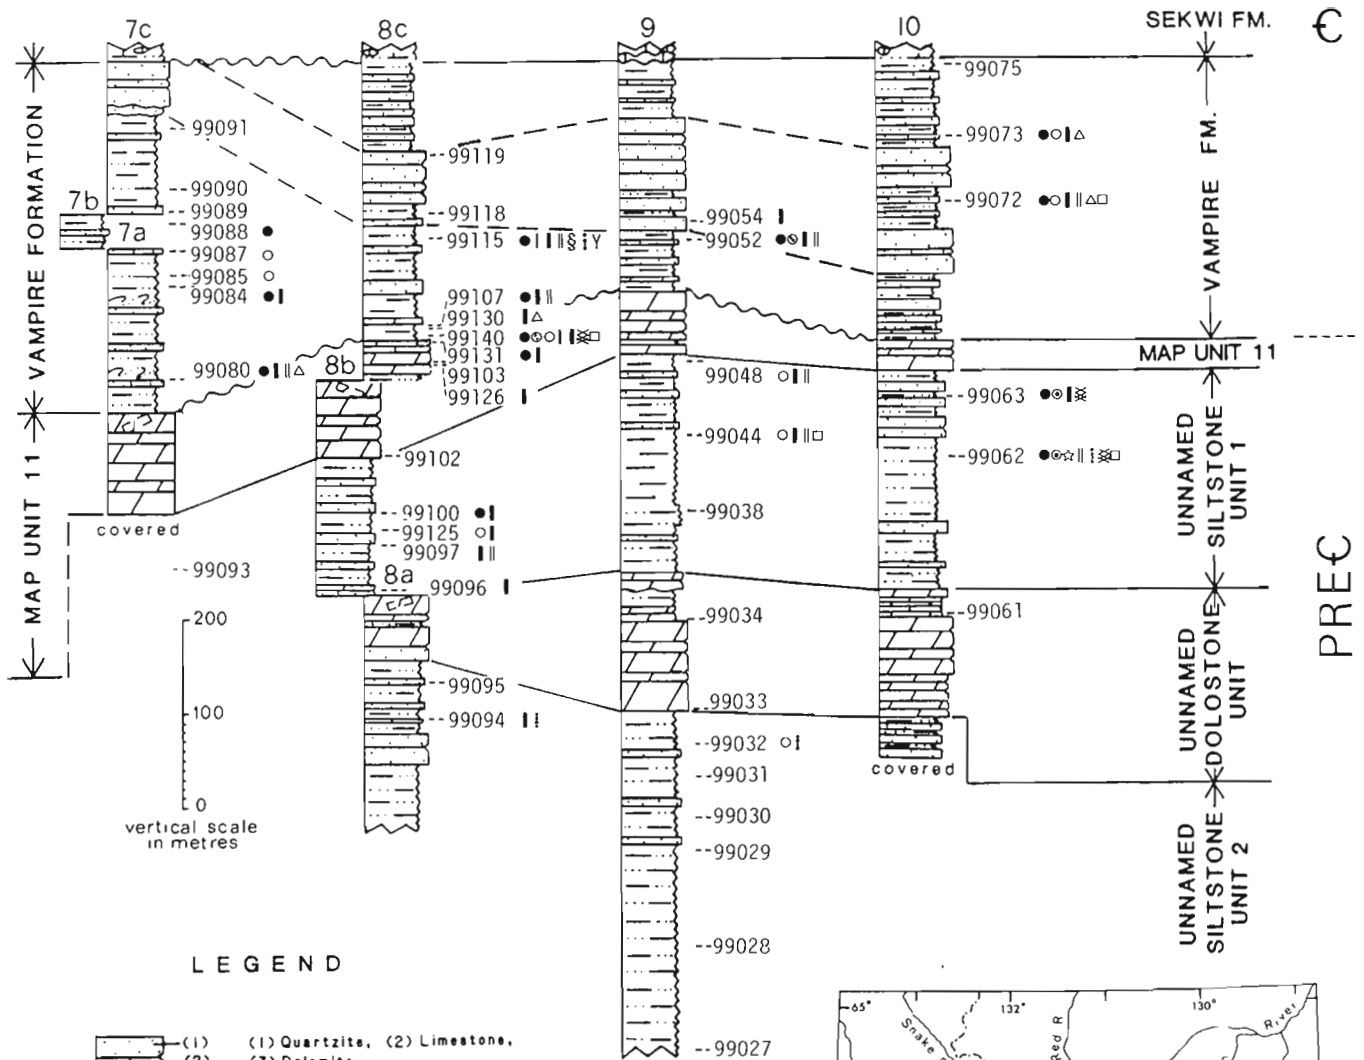 7c
8c
9
10
SEKWI FM.
Є
VAMPIRE FORMATION
MAP UNIT 11
7b
7a
99091
99090
99089
99088
99087
99085
99084
99080
covered
99093
200
100
0
vertical scale
in metres
8b
8a
99119
99118
99115
99107
99130
99140
99131
99103
99126
99102
99100
99125
99097
99096
99095
99094
99054
99052
99048
99044
99038
99034
99033
99032
99031
99030
99029
99028
99027
99075
99073
99072
99063
99062
99061
covered
VAMPIRE FM.
MAP UNIT 11
UNNAMED
SILTSTONE
UNIT 1
PREЄ
UNNAMED
DOLOSTONE
UNIT
UNNAMED
SILTSTONE
UNIT 2
LEGEND
(1) (1) Quartzite, (2) Limestone,
(2) (3) Dolomite
65°
132°
130°
Snake
Red R
River